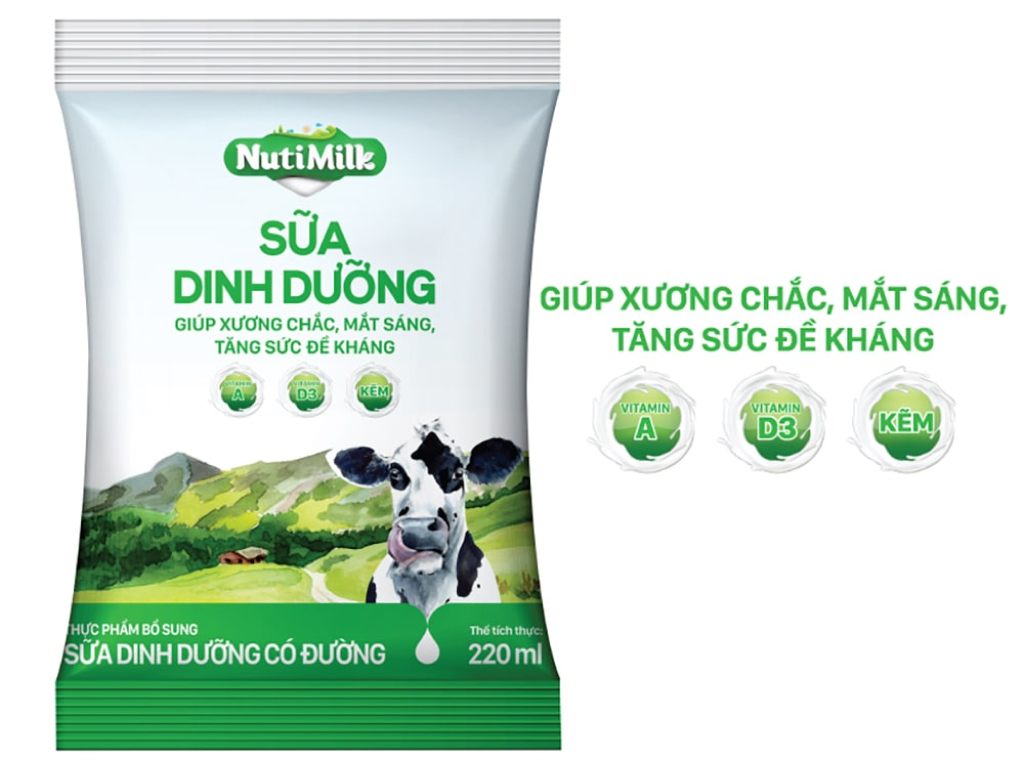 NutiMilk
SỮA
DINH DƯỠNG
GIÚP XƯƠNG CHẮC, MẮT SÁNG,
TĂNG SỨC ĐỀ KHÁNG
VITAMIN
A
VITAMIN
D3
KẼM
THỰC PHẨM BỔ SUNG
SỮA DINH DƯỠNG CÓ ĐƯỜNG
Thể tích thực:
220 ml
GIÚP XƯƠNG CHẮC, MẮT SÁNG,
TĂNG SỨC ĐỀ KHÁNG
VITAMIN
A
VITAMIN
D3
KẼM